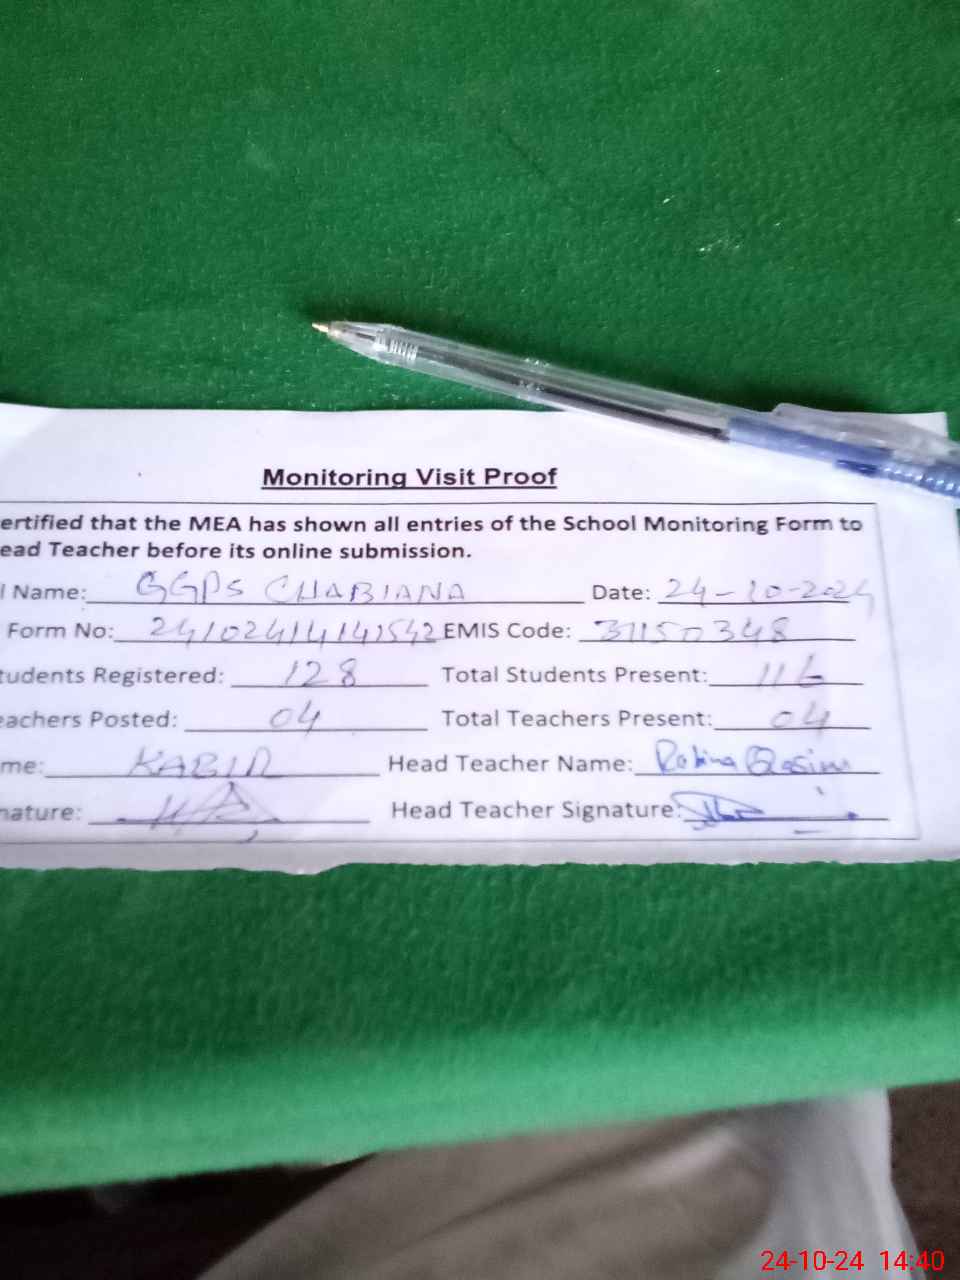 Monitoring Visit Proof
ertified that the MEA has shown all entries of the School Monitoring Form to
ead Teacher before its online submission.
l Name: GGPS CHABIANA Date: 24-10-2024
Form No: 24102414141542 EMIS Code: 31150348
tudents Registered: 128 Total Students Present: 116
eachers Posted: 04 Total Teachers Present: 04
me: KABIR Head Teacher Name: Robina Qasim
nature: Head Teacher Signature:
24-10-24 14:40